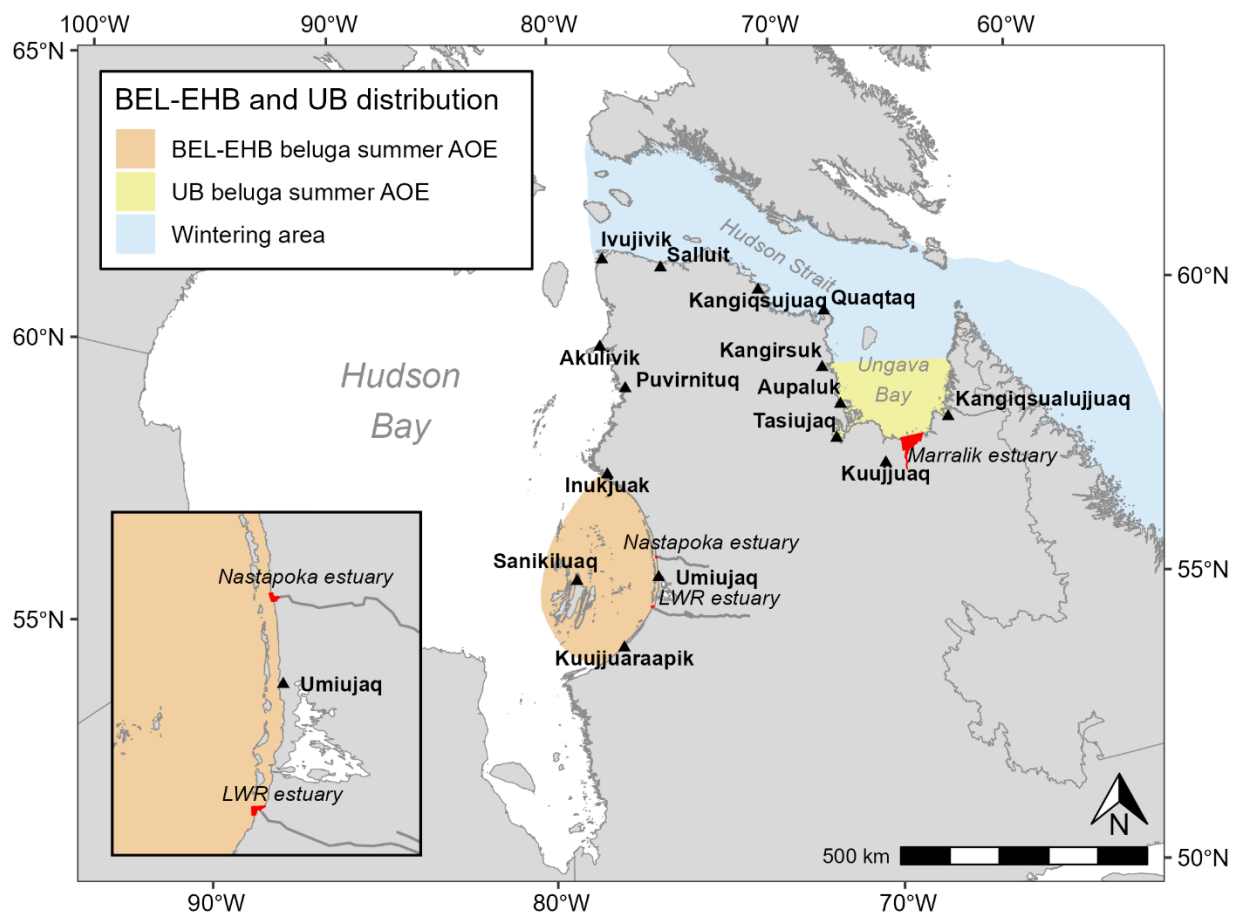 100°W 90°W 80°W 70°W 60°W
65°N
BEL-EHB and UB distribution
BEL-EHB beluga summer AOE
UB beluga summer AOE
Wintering area
Ivujivik
Salluit
Hudson Strait
60°N
Kangiqsujuaq
Quaqtaq
60°N
Akulivik
Kangirsuk
Hudson
Bay
Puvirnituq
Ungava
Bay
Aupaluk
Kangiqsualujjuaq
Tasiujaq
Marralik estuary
Kuujjuaq
Inukjuak
Nastapoka estuary
Sanikiluaq
Umiujaq
55°N
LWR estuary
55°N
Kuujjuaraapik
Nastapoka estuary
Umiujaq
LWR estuary
N
500 km
50°N
90°W 80°W 70°W